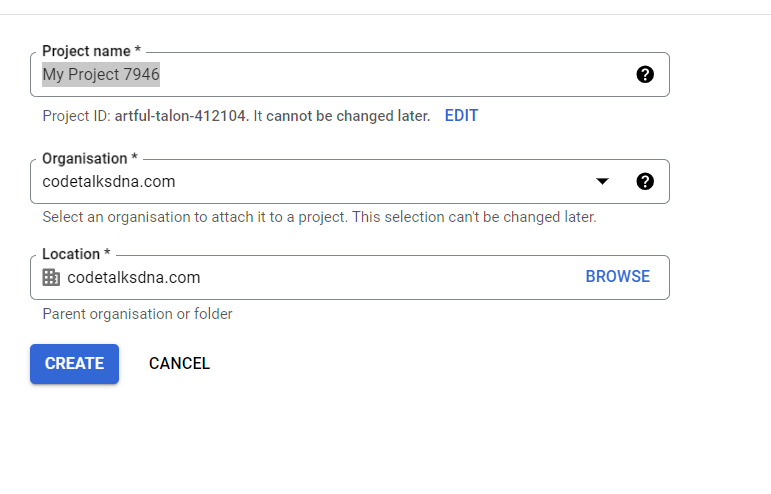 Project name *
My Project 7946
Project ID: artful-talon-412104. It cannot be changed later. EDIT
Organisation *
codetalksdna.com
Select an organisation to attach it to a project. This selection can't be changed later.
Location *
codetalksdna.com BROWSE
Parent organisation or folder
CREATE CANCEL